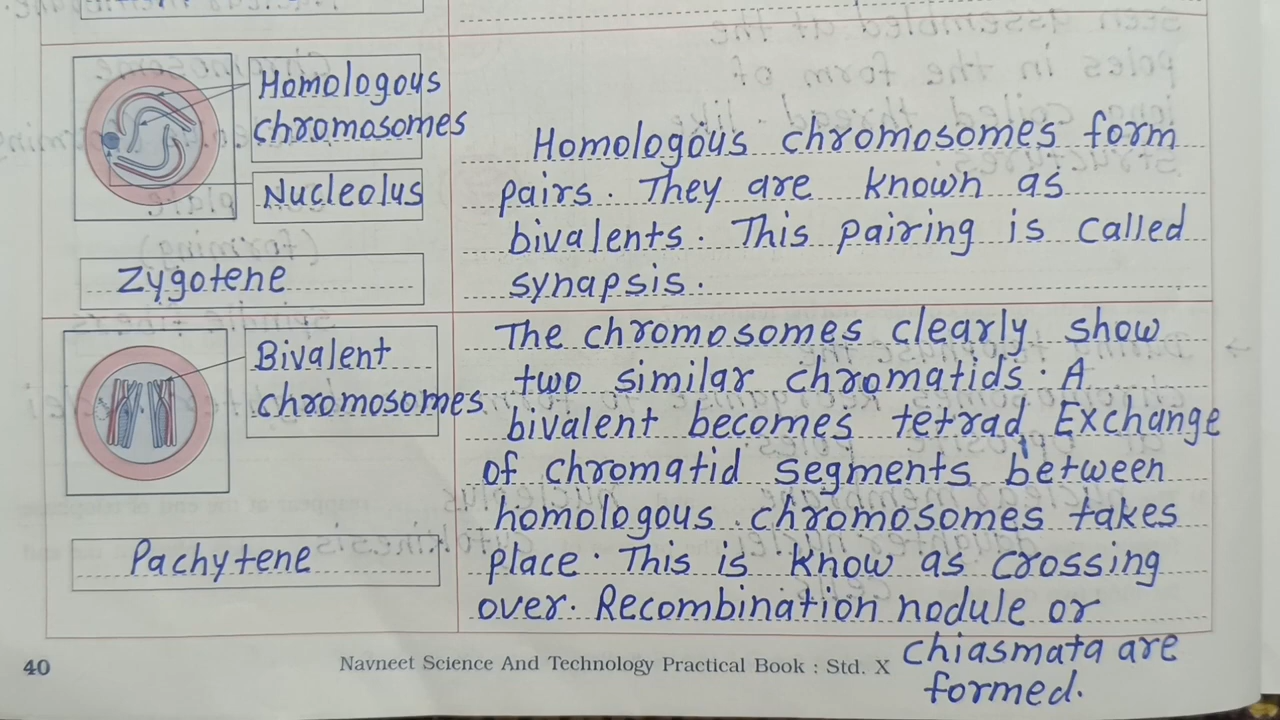 Homologous
chromosomes
Nucleolus
Zygotene
Homologous chromosomes form
pairs. They are known as
bivalents. This pairing is called
synapsis.
Bivalent
chromosomes
Pachytene
The chromosomes clearly show
two similar chromatids. A
bivalent becomes tetrad, Exchange
of chromatid segments between
homologous chromosomes takes
place. This is know as crossing
over. Recombination nodule or
chiasmata are
formed.
40
Navneet Science And Technology Practical Book : Std. X